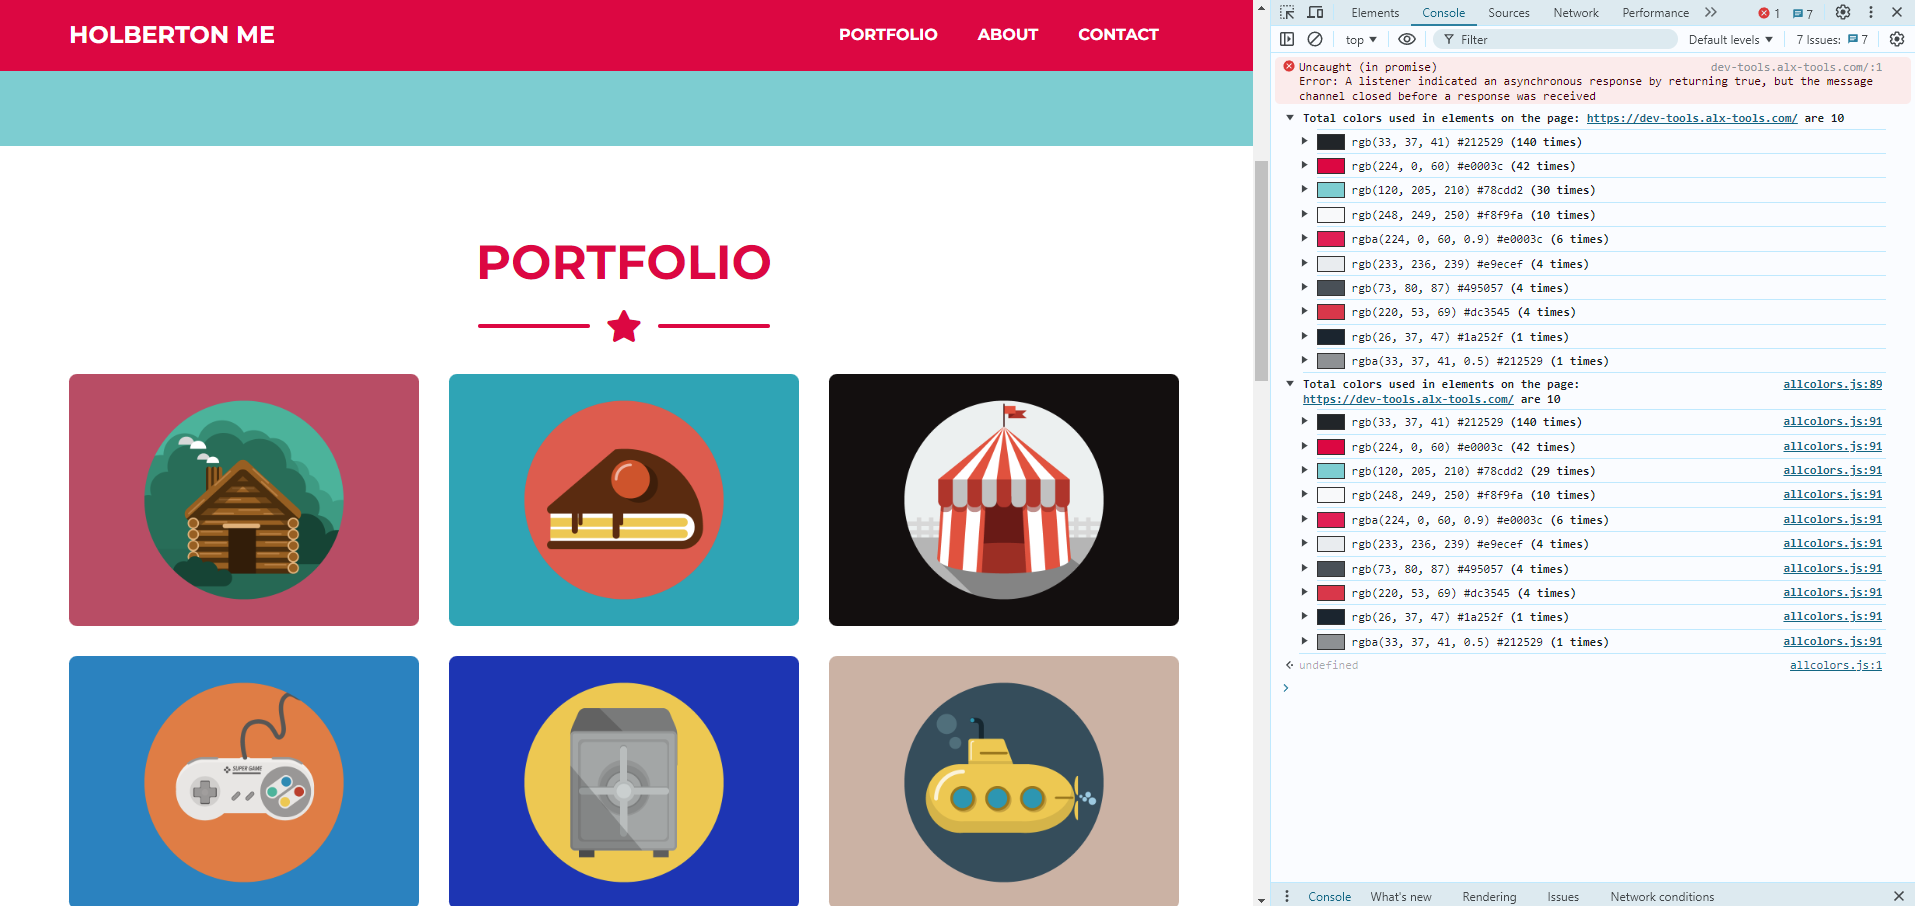 HOLBERTON ME
PORTFOLIO ABOUT CONTACT
PORTFOLIO
SUPER GAME
Elements Console Sources Network Performance 1 7
top Filter Default levels 7 Issues: 7
Uncaught (in promise) dev-tools.alx-tools.com/:1
Error: A listener indicated an asynchronous response by returning true, but the message
channel closed before a response was received
Total colors used in elements on the page: https://dev-tools.alx-tools.com/ are 10
rgb(33, 37, 41) #212529 (140 times)
rgb(224, 0, 60) #e0003c (42 times)
rgb(120, 205, 210) #78cdd2 (30 times)
rgb(248, 249, 250) #f8f9fa (10 times)
rgba(224, 0, 60, 0.9) #e0003c (6 times)
rgb(233, 236, 239) #e9ecef (4 times)
rgb(73, 80, 87) #495057 (4 times)
rgb(220, 53, 69) #dc3545 (4 times)
rgb(26, 37, 47) #1a252f (1 times)
rgba(33, 37, 41, 0.5) #212529 (1 times)
Total colors used in elements on the page: allcolors.js:89
https://dev-tools.alx-tools.com/ are 10
rgb(33, 37, 41) #212529 (140 times) allcolors.js:91
rgb(224, 0, 60) #e0003c (42 times) allcolors.js:91
rgb(120, 205, 210) #78cdd2 (29 times) allcolors.js:91
rgb(248, 249, 250) #f8f9fa (10 times) allcolors.js:91
rgba(224, 0, 60, 0.9) #e0003c (6 times) allcolors.js:91
rgb(233, 236, 239) #e9ecef (4 times) allcolors.js:91
rgb(73, 80, 87) #495057 (4 times) allcolors.js:91
rgb(220, 53, 69) #dc3545 (4 times) allcolors.js:91
rgb(26, 37, 47) #1a252f (1 times) allcolors.js:91
rgba(33, 37, 41, 0.5) #212529 (1 times) allcolors.js:91
undefined allcolors.js:1
Console What's new Rendering Issues Network conditions